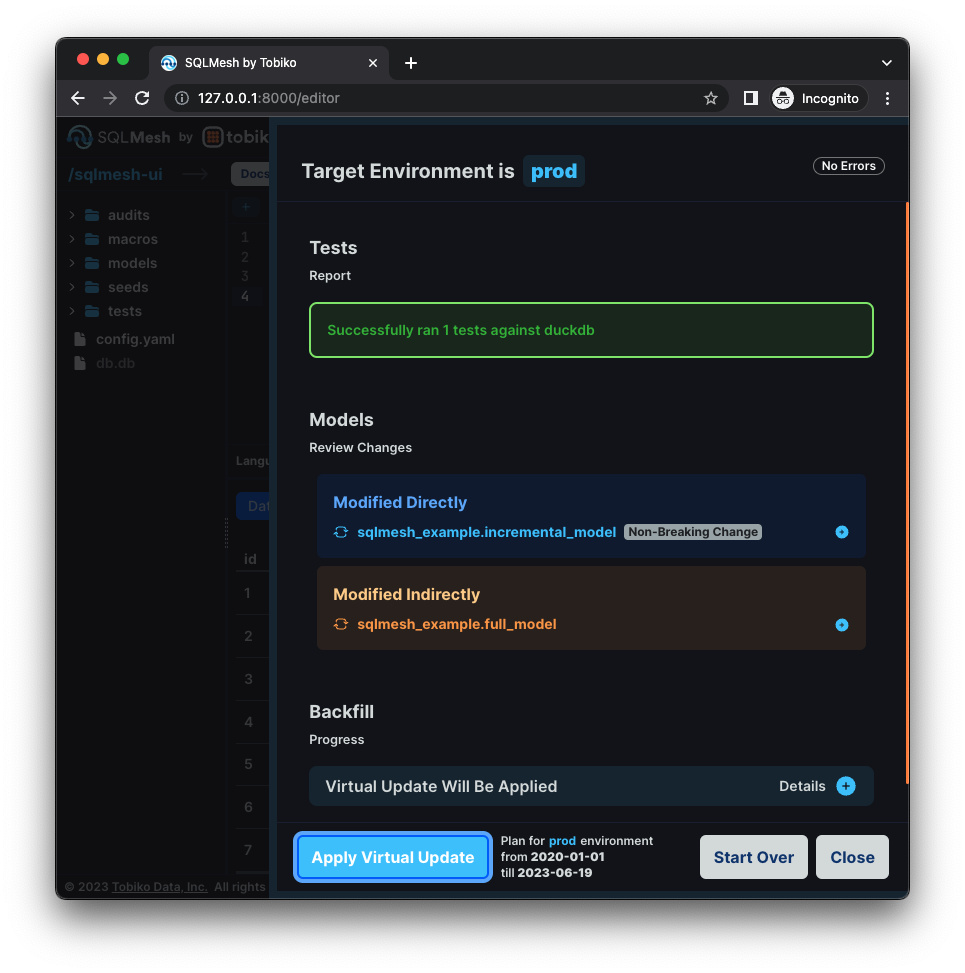 SQLMesh by Tobiko
127.0.0.1:8000/editor
Incognito
SQLMesh by tobik
/sqlmesh-ui
Docs
audits
macros
models
seeds
tests
config.yaml
db.db
+
1
2
3
4
Langu
Dat
id
1
2
3
4
5
6
7
© 2023 Tobiko Data, Inc. All rights
Target Environment is prod
No Errors
Tests
Report
Successfully ran 1 tests against duckdb
Models
Review Changes
Modified Directly
sqlmesh_example.incremental_model Non-Breaking Change
Modified Indirectly
sqlmesh_example.full_model
Backfill
Progress
Virtual Update Will Be Applied
Details
Apply Virtual Update
Plan for prod environment
from 2020-01-01
till 2023-06-19
Start Over
Close